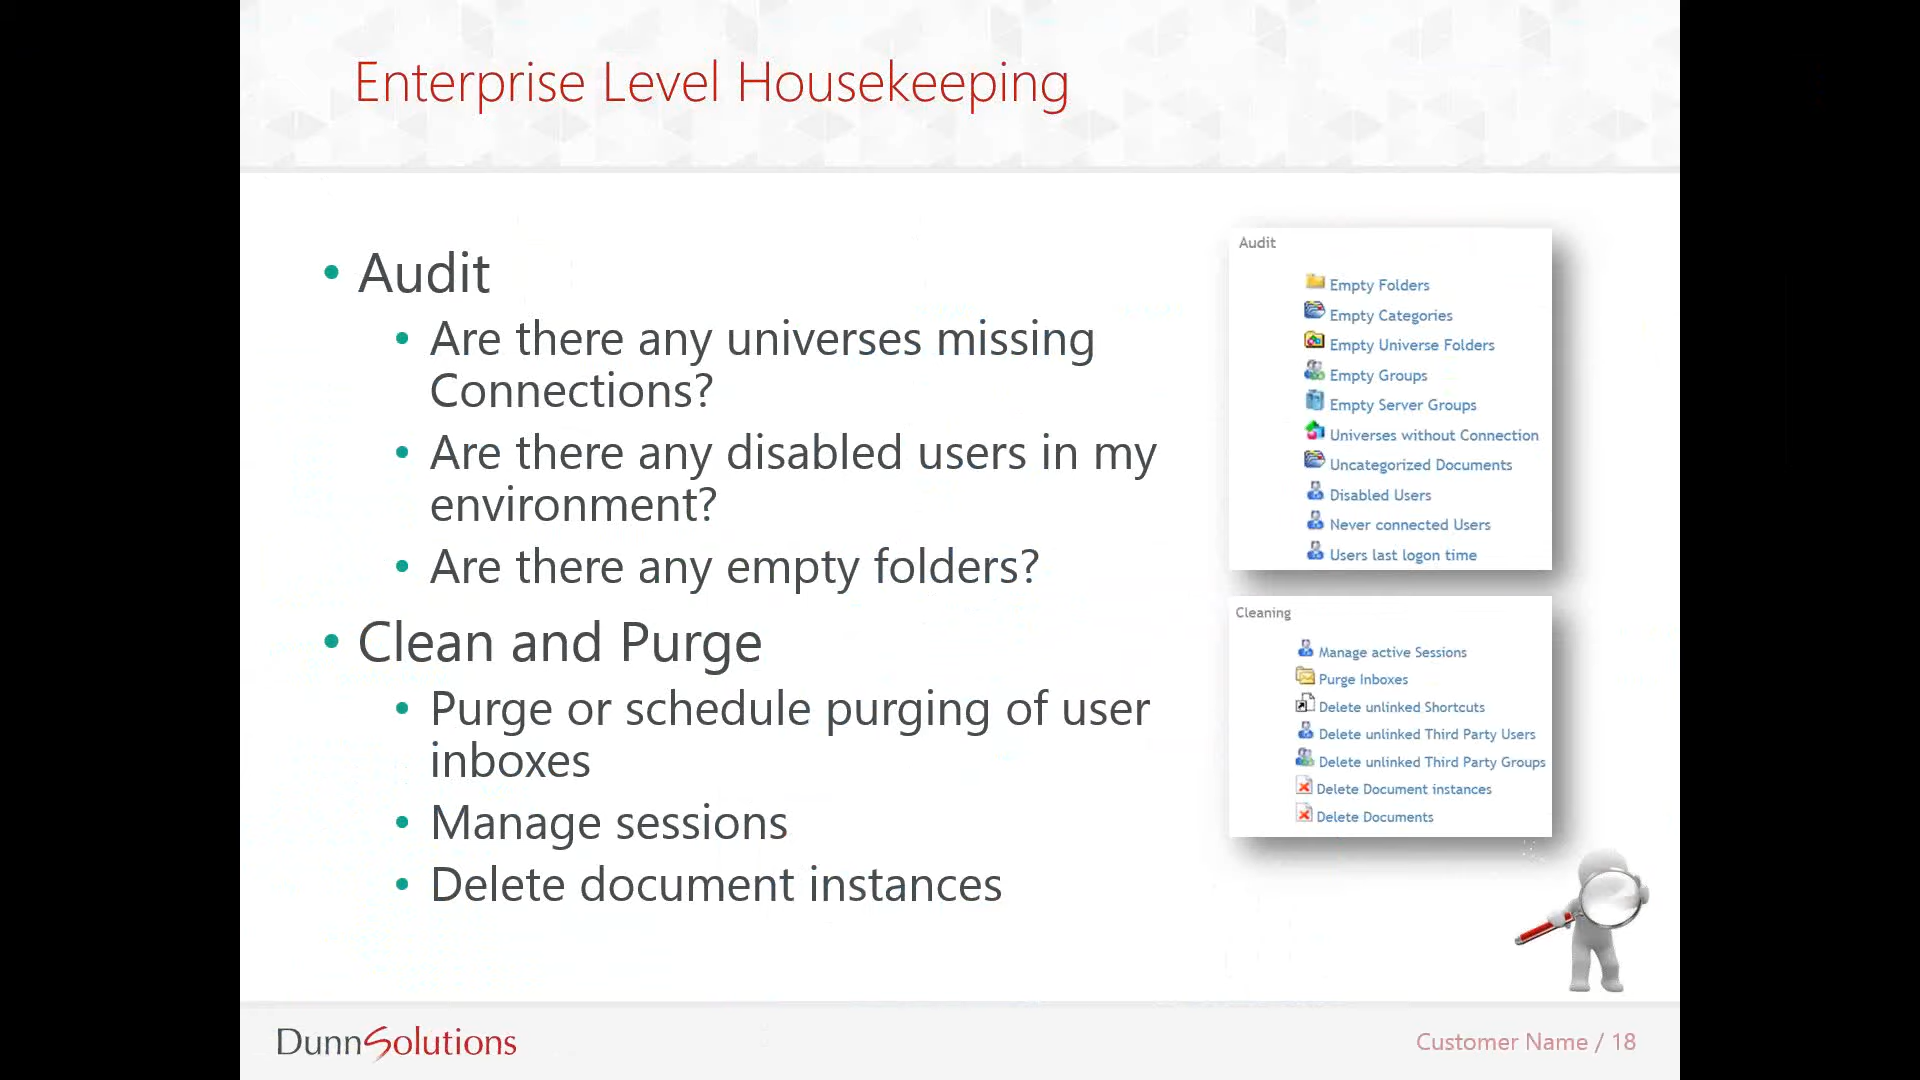 Enterprise Level Housekeeping
• Audit
• Are there any universes missing
Connections?
• Are there any disabled users in my
environment?
• Are there any empty folders?
• Clean and Purge
• Purge or schedule purging of user
inboxes
• Manage sessions
• Delete document instances
Audit
Empty Folders
Empty Categories
Empty Universe Folders
Empty Groups
Empty Server Groups
Universes without Connection
Uncategorized Documents
Disabled Users
Never connected Users
Users last logon time
Cleaning
Manage active Sessions
Purge Inboxes
Delete unlinked Shortcuts
Delete unlinked Third Party Users
Delete unlinked Third Party Groups
Delete Document instances
Delete Documents
DunnSolutions
Customer Name / 18